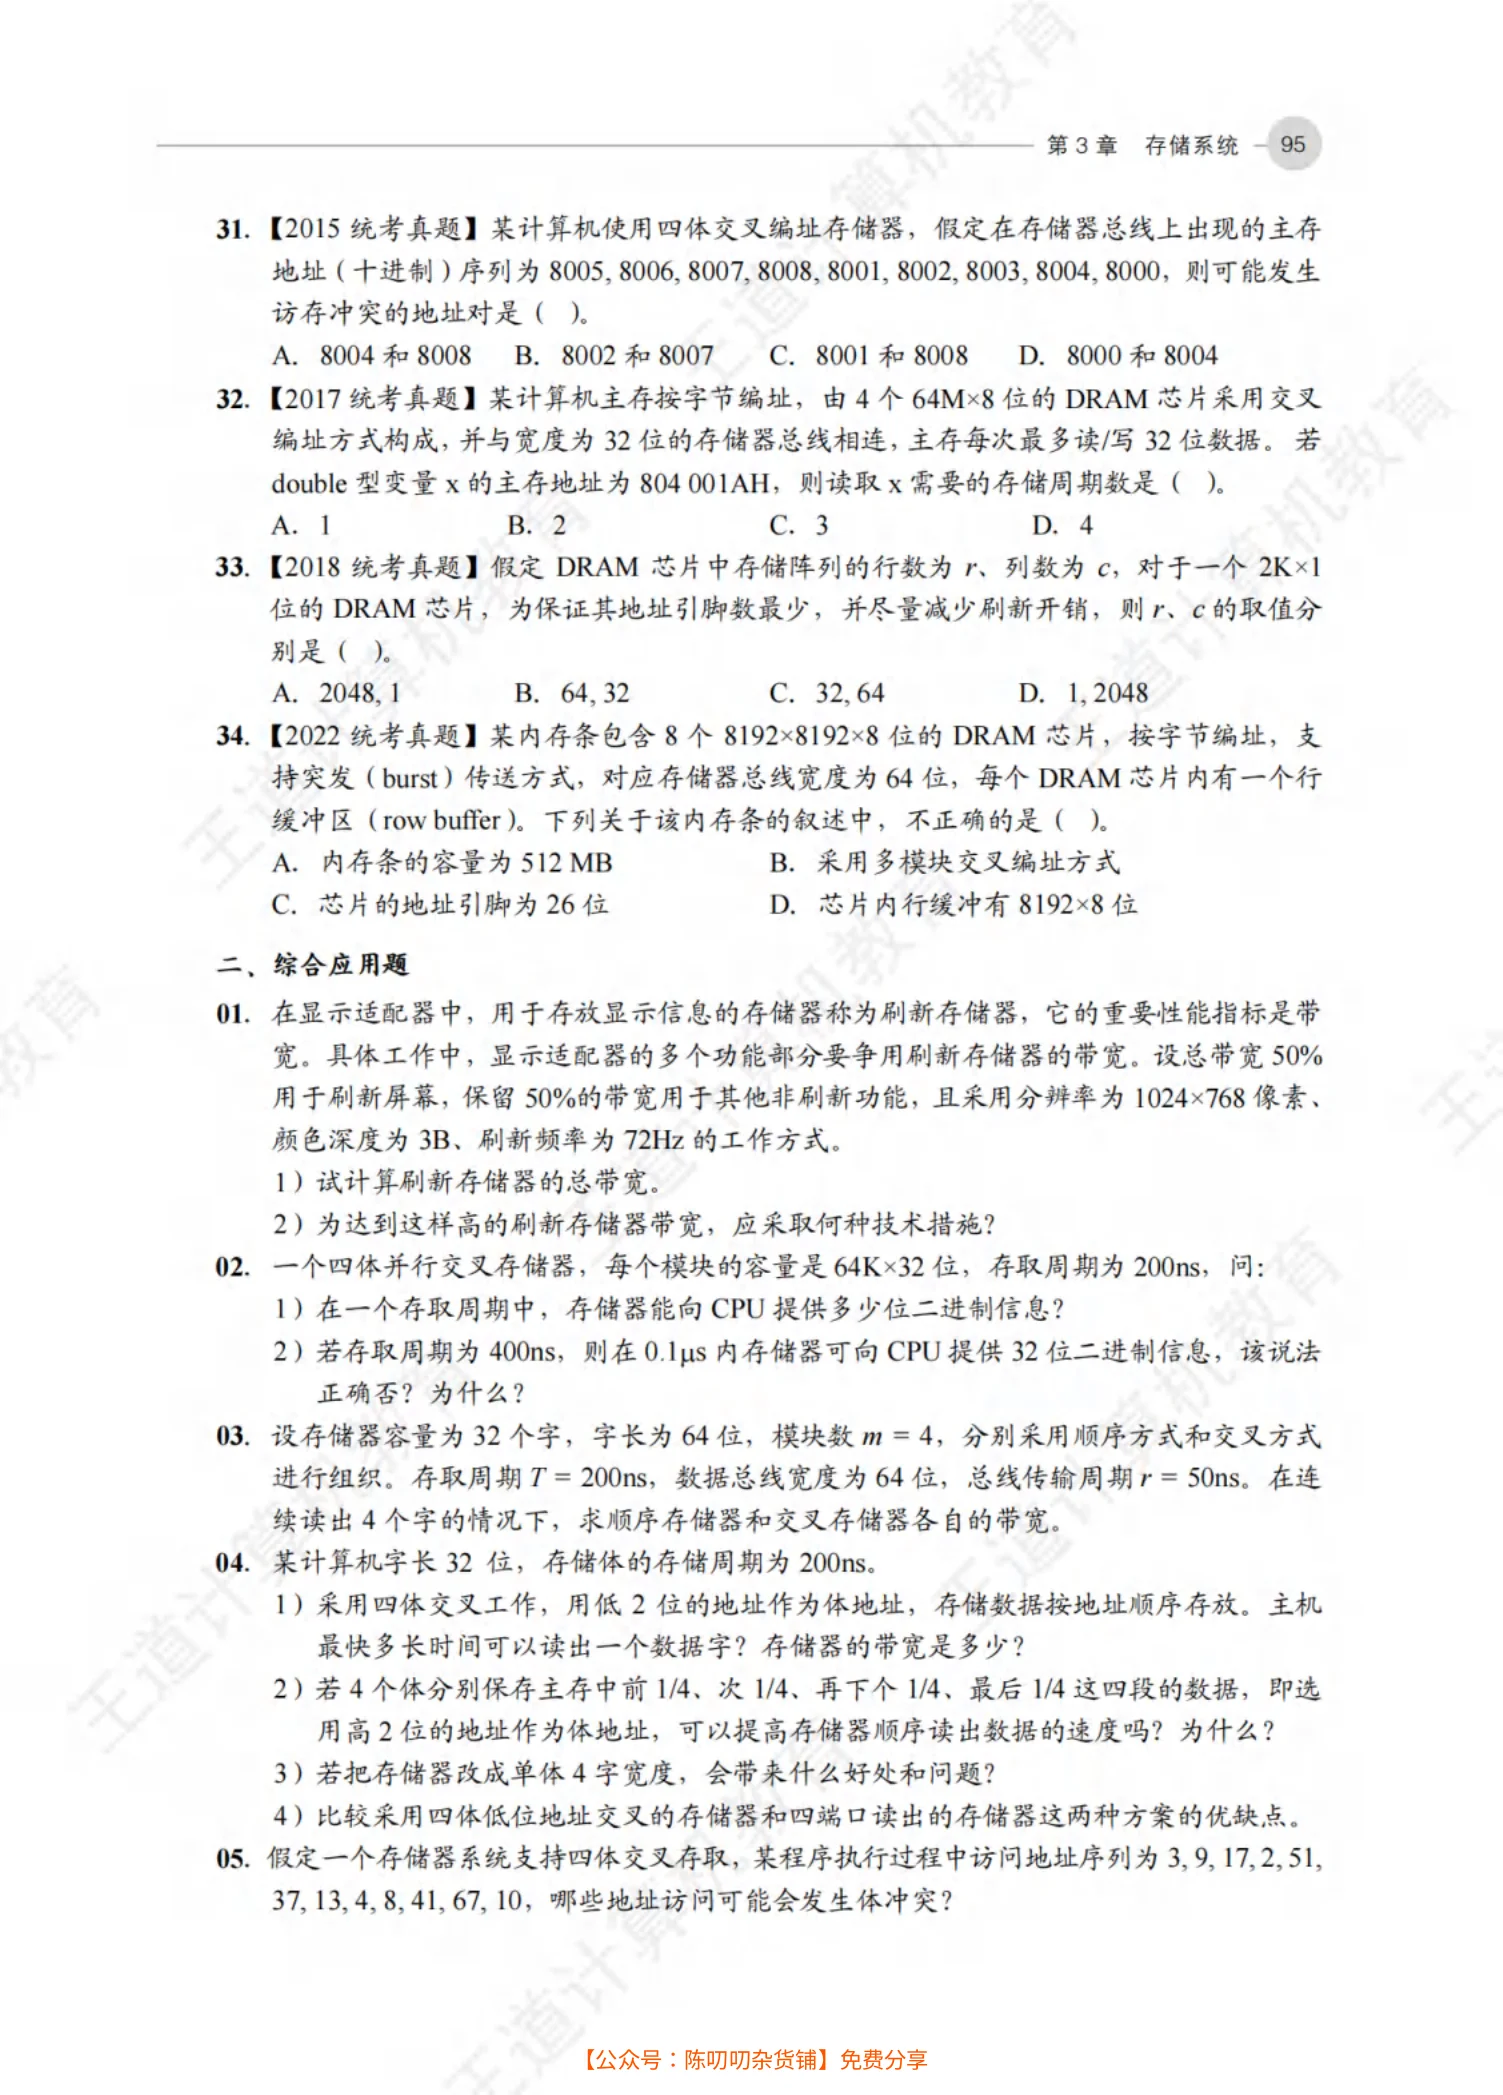 第 3 章 存储系统 95
31. 【2015 统考真题】某计算机使用四体交叉编址存储器，假定在存储器总线上出现的主存
地址（十进制）序列为 8005, 8006, 8007, 8008, 8001, 8002, 8003, 8004, 8000，则可能发生
访存冲突的地址对是（ ）。
A. 8004 和 8008 B. 8002 和 8007 C. 8001 和 8008 D. 8000 和 8004
32. 【2017 统考真题】某计算机主存按字节编址，由 4 个 64M×8 位的 DRAM 芯片采用交叉
编址方式构成，并与宽度为 32 位的存储器总线相连，主存每次最多读/写 32 位数据。若
double 型变量 x 的主存地址为 804 001AH，则读取 x 需要的存储周期数是（ ）。
A. 1 B. 2 C. 3 D. 4
33. 【2018 统考真题】假定 DRAM 芯片中存储阵列的行数为 r、列数为 c，对于一个 2K×1
位的 DRAM 芯片，为保证其地址引脚数最少，并尽量减少刷新开销，则 r、c 的取值分
别是（ ）。
A. 2048, 1 B. 64, 32 C. 32, 64 D. 1, 2048
34. 【2022 统考真题】某内存条包含 8 个 8192×8192×8 位的 DRAM 芯片，按字节编址，支
持突发（burst）传送方式，对应存储器总线宽度为 64 位，每个 DRAM 芯片内有一个行
缓冲区（row buffer）。下列关于该内存条的叙述中，不正确的是（ ）。
A. 内存条的容量为 512 MB B. 采用多模块交叉编址方式
C. 芯片的地址引脚为 26 位 D. 芯片内行缓冲有 8192×8 位
二、综合应用题
01. 在显示适配器中，用于存放显示信息的存储器称为刷新存储器，它的重要性能指标是带
宽。具体工作中，显示适配器的多个功能部分要争用刷新存储器的带宽。设总带宽 50%
用于刷新屏幕，保留 50%的带宽用于其他非刷新功能，且采用分辨率为 1024×768 像素、
颜色深度为 3B、刷新频率为 72Hz 的工作方式。
1）试计算刷新存储器的总带宽。
2）为达到这样高的刷新存储器带宽，应采取何种技术措施？
02. 一个四体并行交叉存储器，每个模块的容量是 64K×32 位，存取周期为 200ns，问：
1）在一个存取周期中，存储器能向 CPU 提供多少位二进制信息？
2）若存取周期为 400ns，则在 0.1μs 内存储器可向 CPU 提供 32 位二进制信息，该说法
正确否？为什么？
03. 设存储器容量为 32 个字，字长为 64 位，模块数 m = 4，分别采用顺序方式和交叉方式
进行组织。存取周期 T = 200ns，数据总线宽度为 64 位，总线传输周期 r = 50ns。在连
续读出 4 个字的情况下，求顺序存储器和交叉存储器各自的带宽。
04. 某计算机字长 32 位，存储体的存储周期为 200ns。
1）采用四体交叉工作，用低 2 位的地址作为体地址，存储数据按地址顺序存放。主机
最快多长时间可以读出一个数据字？存储器的带宽是多少？
2）若 4 个体分别保存主存中前 1/4、次 1/4、再下个 1/4、最后 1/4 这四段的数据，即选
用高 2 位的地址作为体地址，可以提高存储器顺序读出数据的速度吗？为什么？
3）若把存储器改成单体 4 字宽度，会带来什么好处和问题？
4）比较采用四体低位地址交叉的存储器和四端口读出的存储器这两种方案的优缺点。
05. 假定一个存储器系统支持四体交叉存取，某程序执行过程中访问地址序列为 3, 9, 17, 2, 51,
37, 13, 4, 8, 41, 67, 10，哪些地址访问可能会发生体冲突？
【公众号：陈叨叨杂货铺】免费分享
王道计算机教育
王道计算机教育
王道计算机教育
王道计算机教育
王道计算机教育
王道计算机教育
王道计算机教育